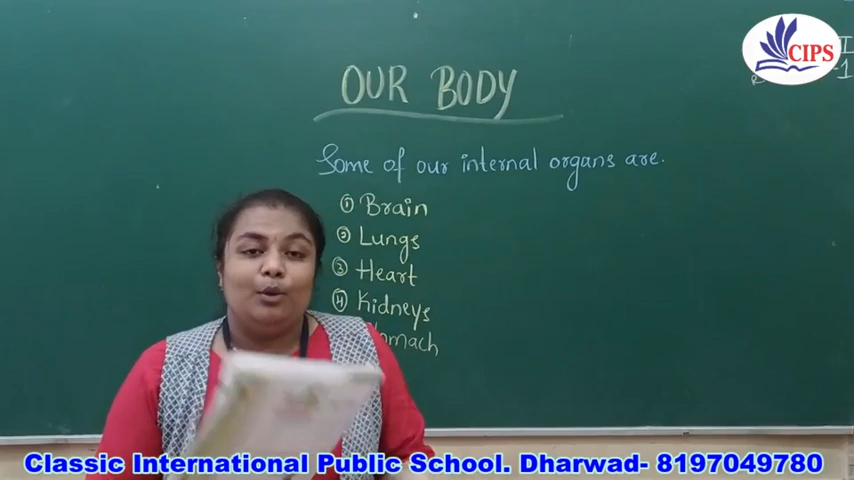 CIPS
I
-1
OUR BODY
Some of our internal organs are.
① Brain
② Lungs
③ Heart
④ Kidneys
Classic International Public School. Dharwad- 8197049780